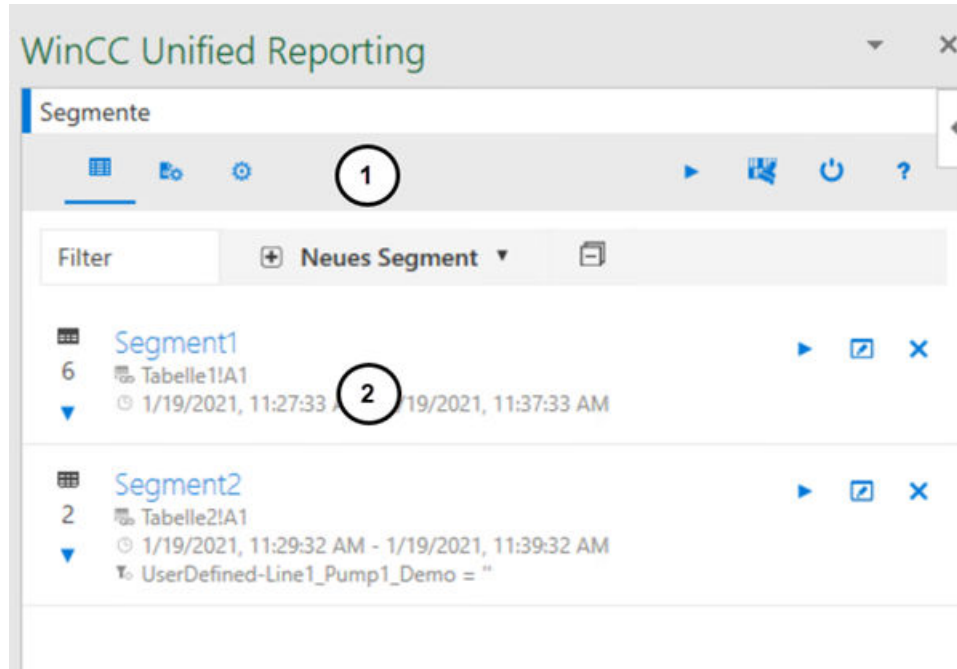 WinCC Unified Reporting
Segmente
1
?
Filter
Neues Segment
Segment1
6
Tabelle1!A1
1/19/2021, 11:27:33 /19/2021, 11:37:33 AM
2
Segment2
2
Tabelle2!A1
1/19/2021, 11:29:32 AM - 1/19/2021, 11:39:32 AM
UserDefined-Line1_Pump1_Demo = ''